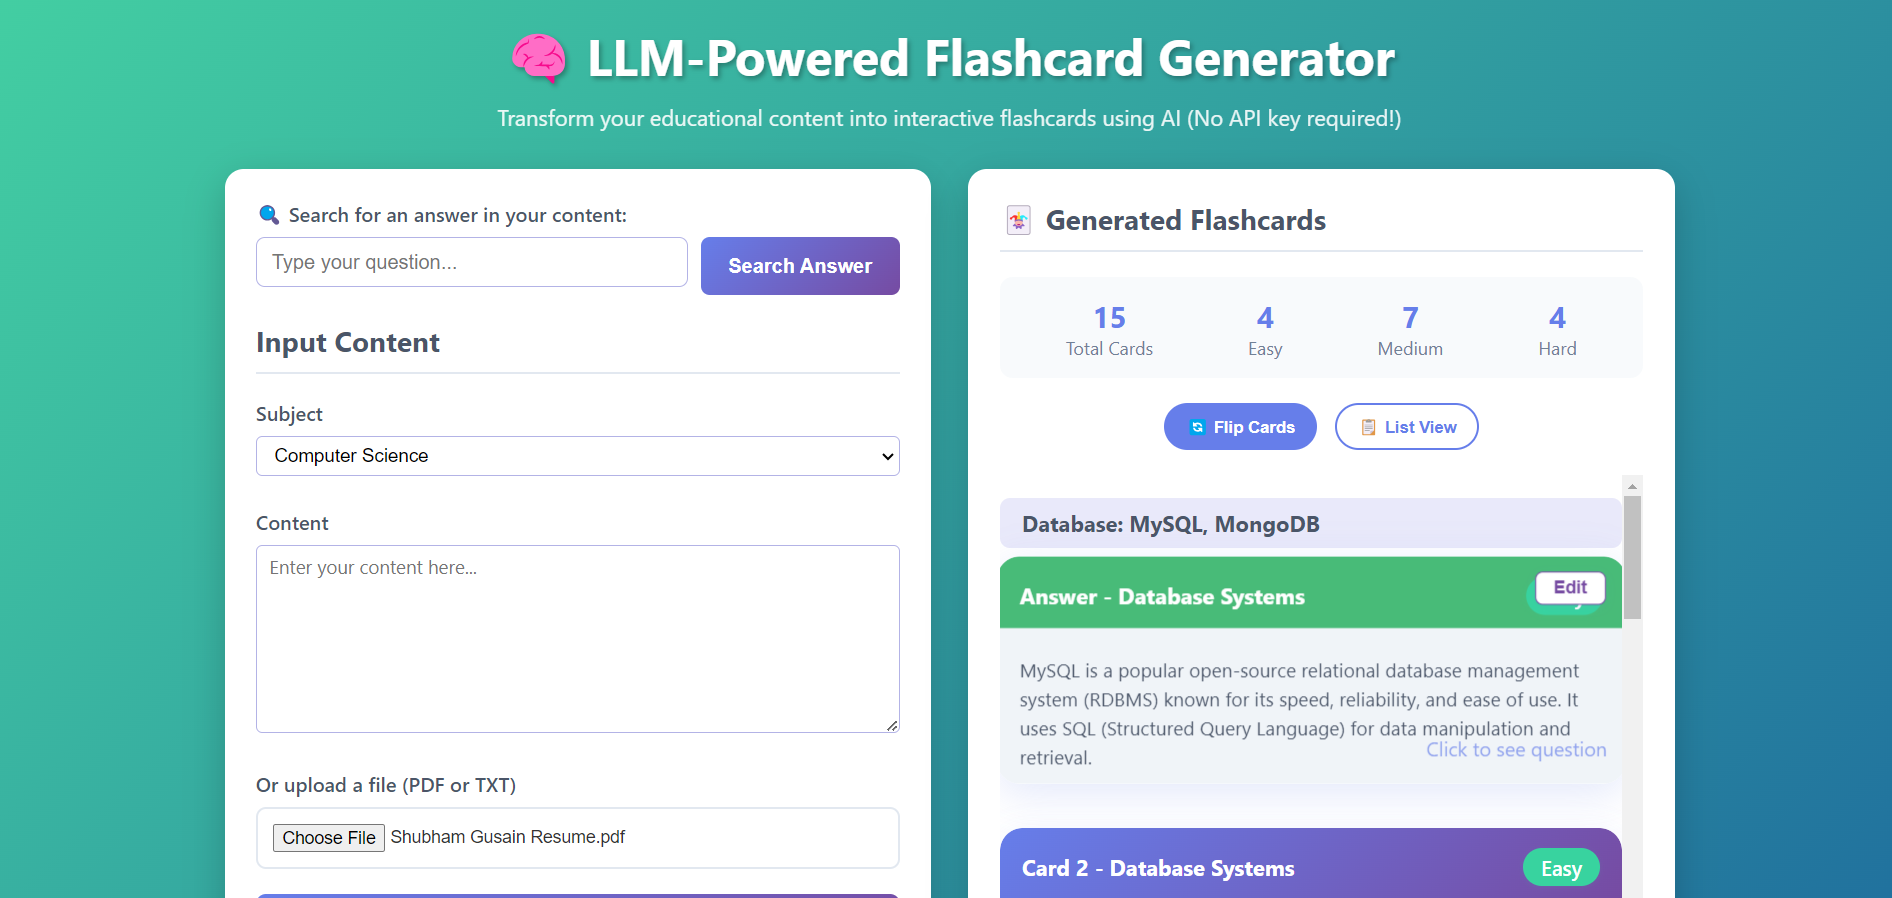 LLM-Powered Flashcard Generator
Transform your educational content into interactive flashcards using AI (No API key required!)
Search for an answer in your content:
Type your question...
Search Answer
Input Content
Subject
Computer Science
Content
Enter your content here...
Or upload a file (PDF or TXT)
Choose File Shubham Gusain Resume.pdf
Generated Flashcards
15 4 7 4
Total Cards Easy Medium Hard
Flip Cards List View
Database: MySQL, MongoDB
Answer - Database Systems Edit
MySQL is a popular open-source relational database management
system (RDBMS) known for its speed, reliability, and ease of use. It
uses SQL (Structured Query Language) for data manipulation and
retrieval.
Click to see question
Card 2 - Database Systems Easy